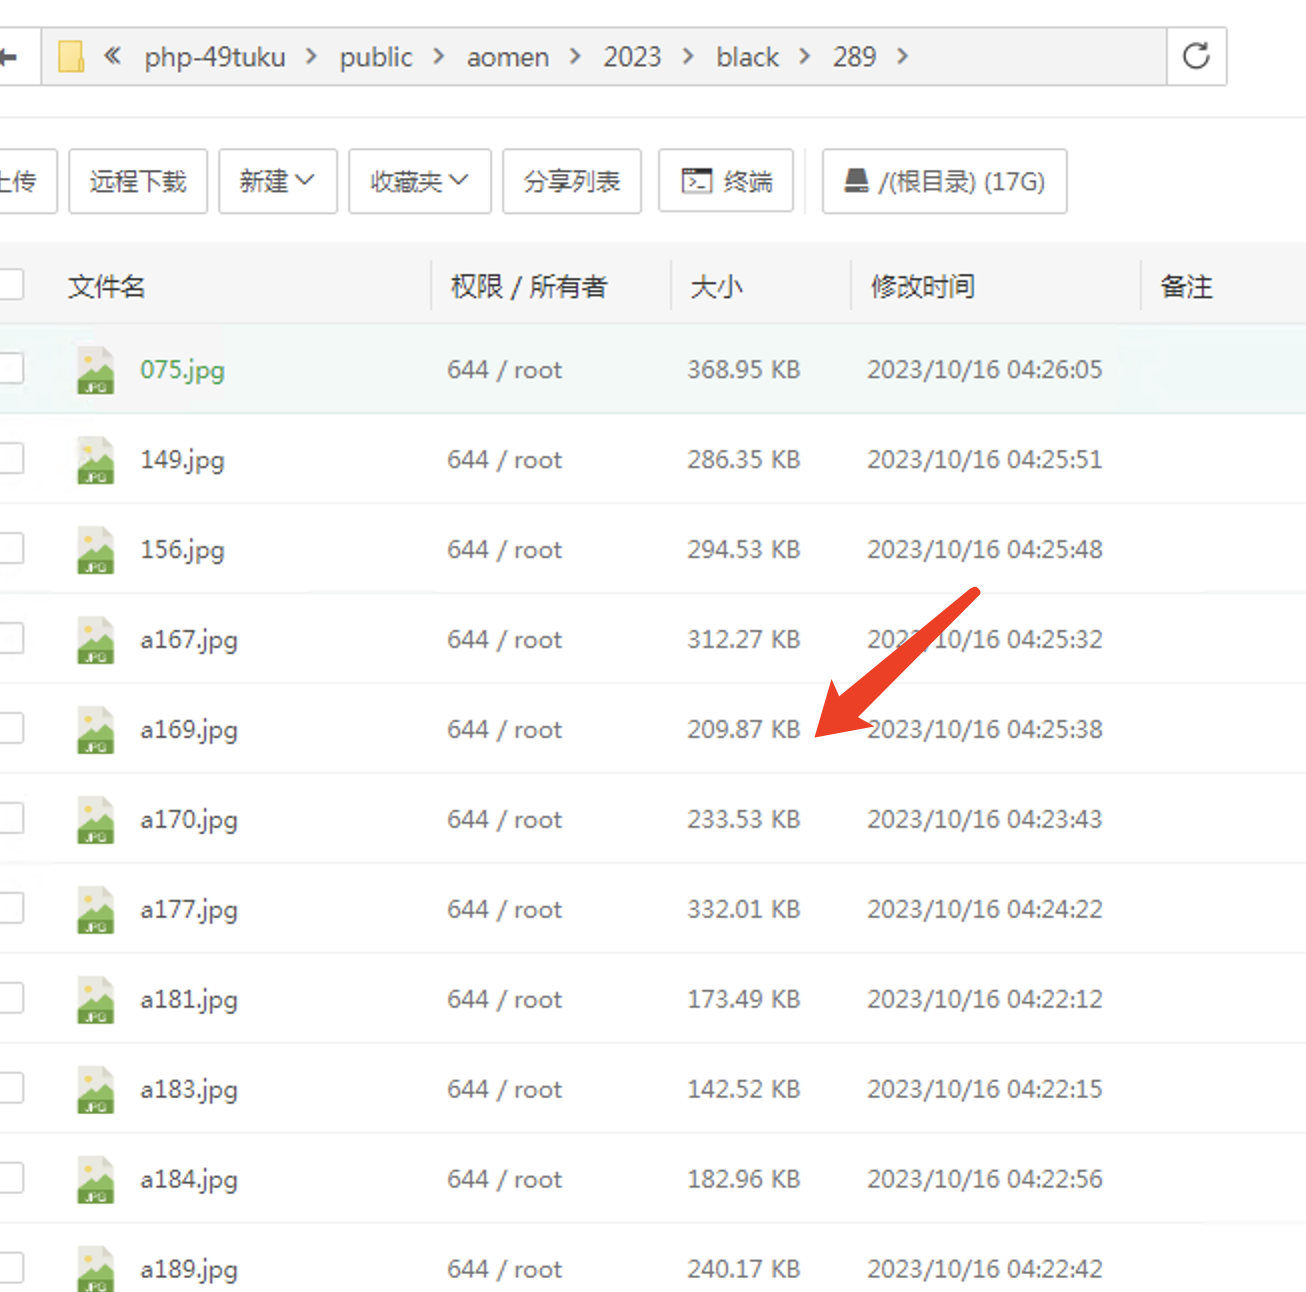 « php-49tuku > public > aomen > 2023 > black > 289 >
上传 远程下载 新建 收藏夹 分享列表 终端 /(根目录) (17G)
文件名 权限 / 所有者 大小 修改时间 备注
075.jpg 644 / root 368.95 KB 2023/10/16 04:26:05
149.jpg 644 / root 286.35 KB 2023/10/16 04:25:51
156.jpg 644 / root 294.53 KB 2023/10/16 04:25:48
a167.jpg 644 / root 312.27 KB 2023/10/16 04:25:32
a169.jpg 644 / root 209.87 KB 2023/10/16 04:25:38
a170.jpg 644 / root 233.53 KB 2023/10/16 04:23:43
a177.jpg 644 / root 332.01 KB 2023/10/16 04:24:22
a181.jpg 644 / root 173.49 KB 2023/10/16 04:22:12
a183.jpg 644 / root 142.52 KB 2023/10/16 04:22:15
a184.jpg 644 / root 182.96 KB 2023/10/16 04:22:56
a189.jpg 644 / root 240.17 KB 2023/10/16 04:22:42